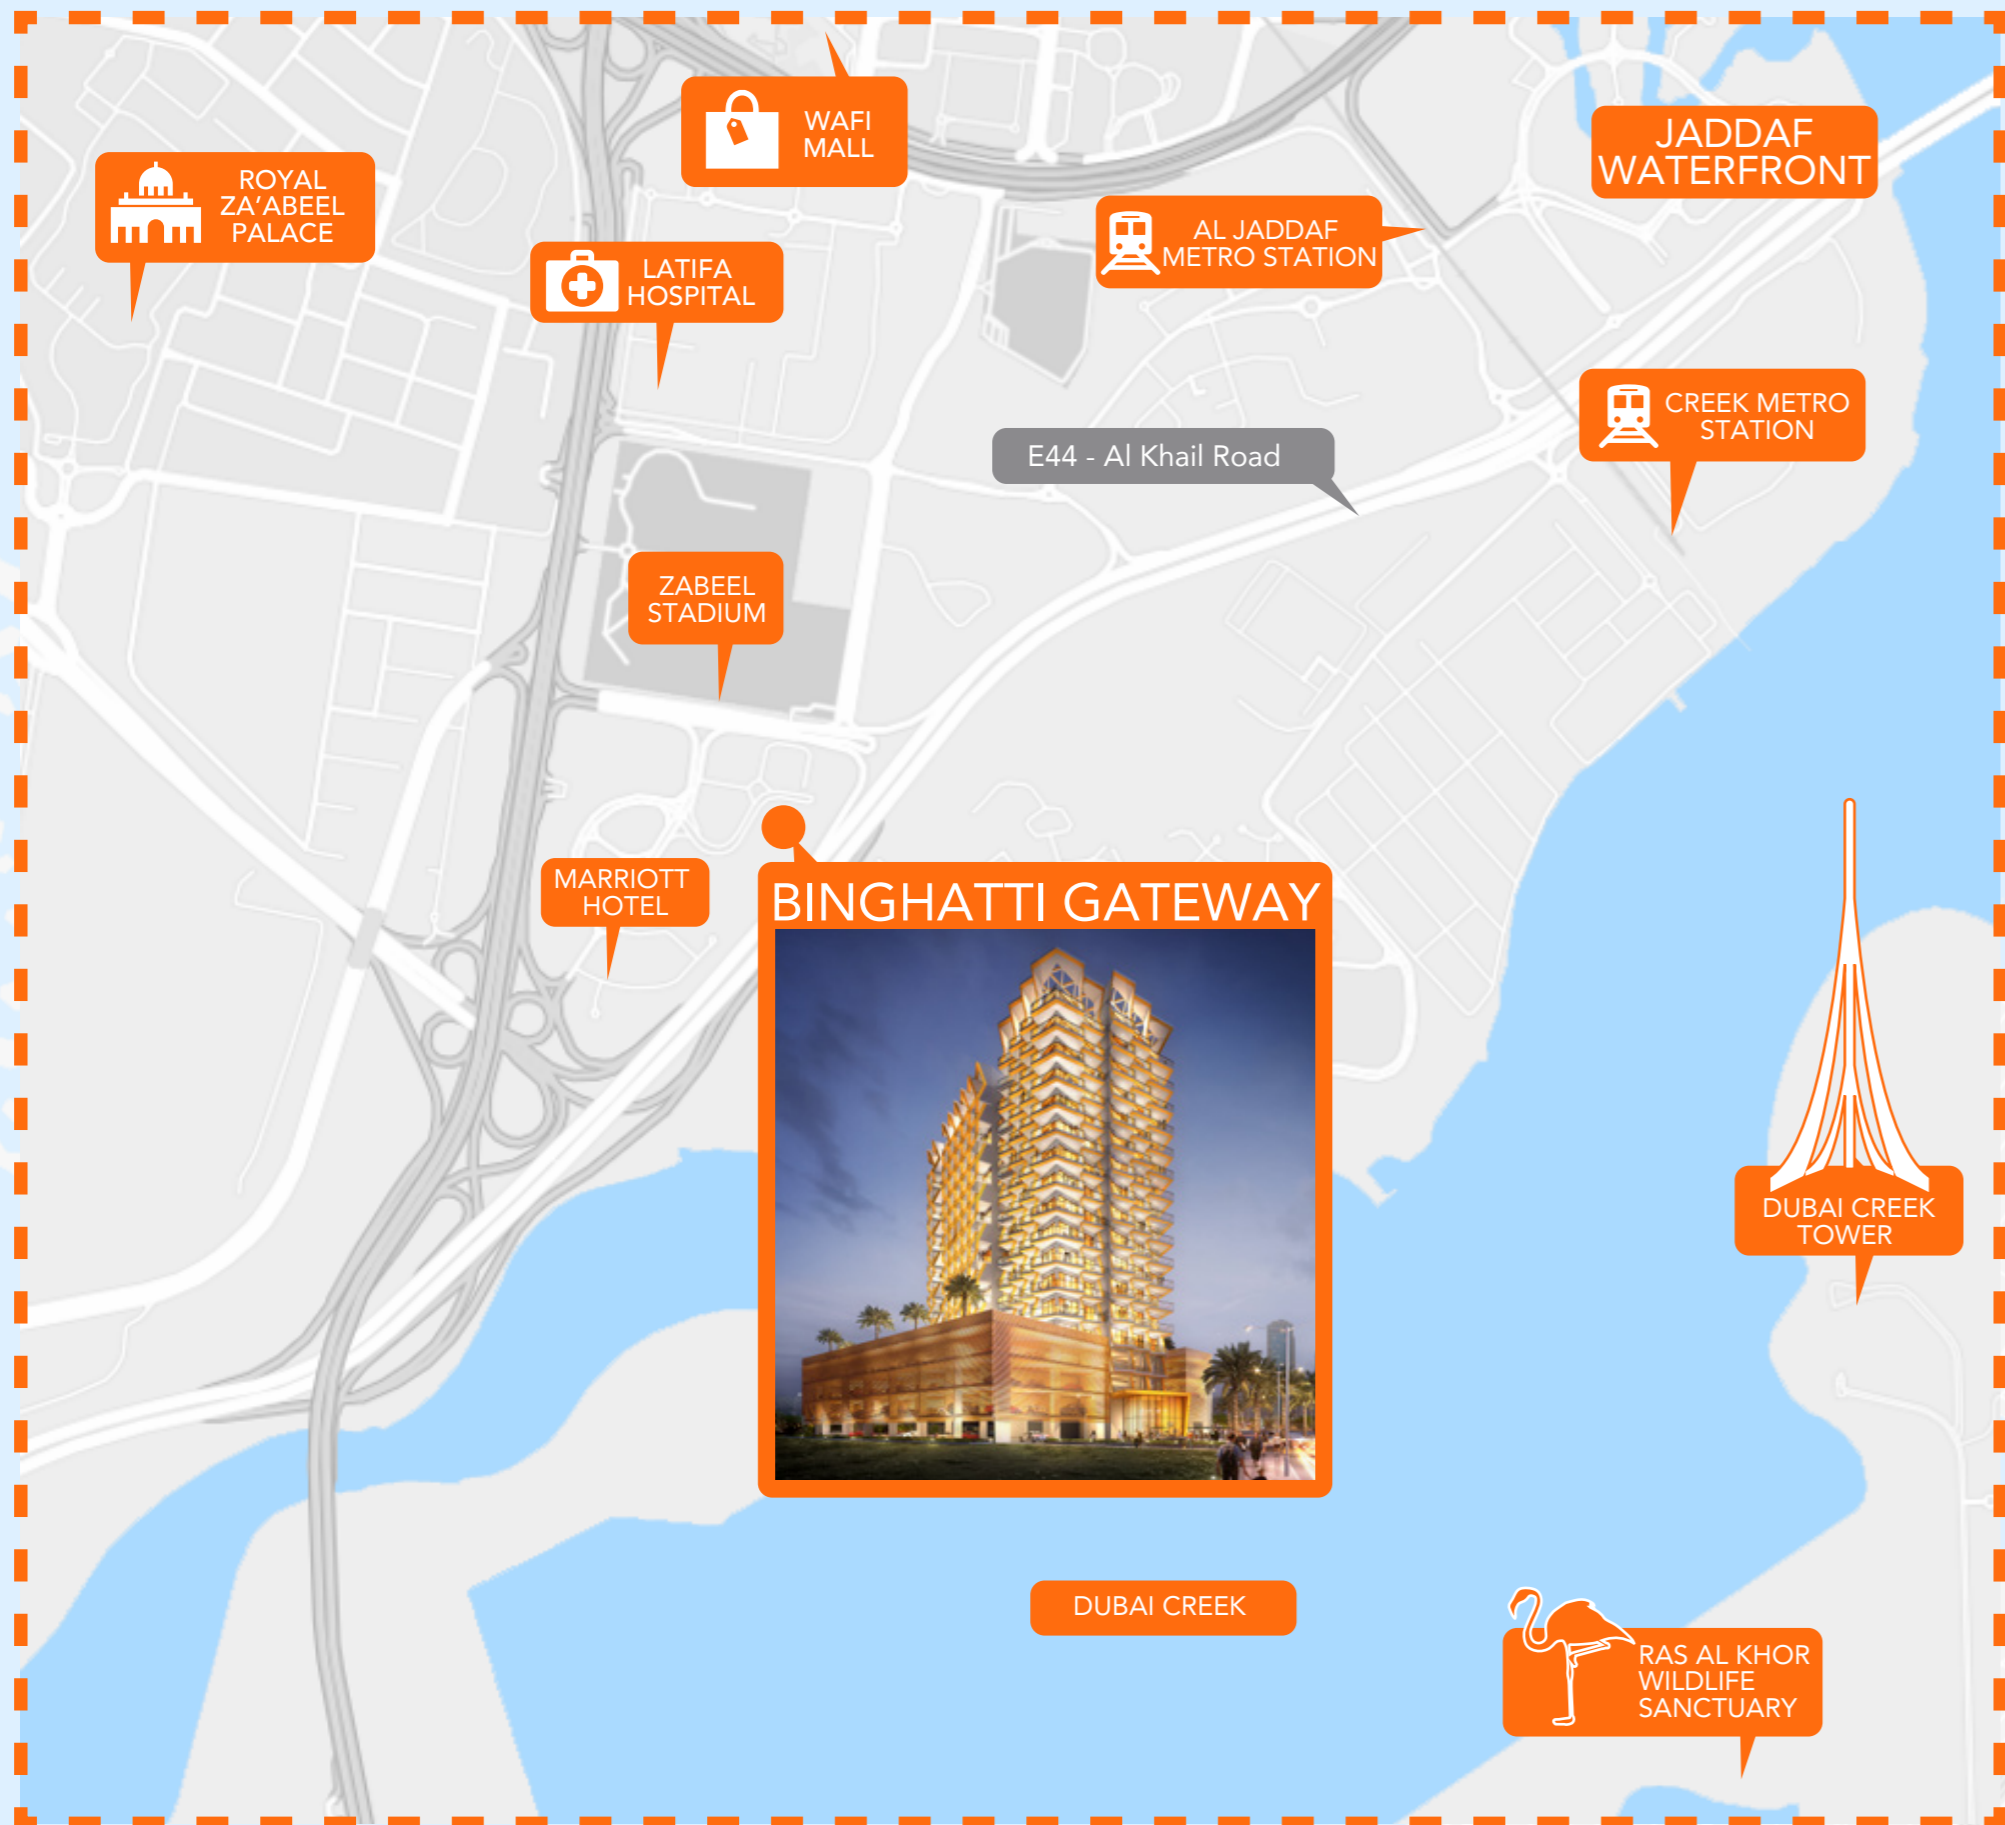 WAFI
MALL
JADDAF
WATERFRONT
ROYAL
ZA'ABEEL
PALACE
AL JADDAF
METRO STATION
LATIFA
HOSPITAL
CREEK METRO
STATION
E44 - Al Khail Road
ZABEEL
STADIUM
MARRIOTT
HOTEL
BINGHATTI GATEWAY
DUBAI CREEK
TOWER
DUBAI CREEK
RAS AL KHOR
WILDLIFE
SANCTUARY